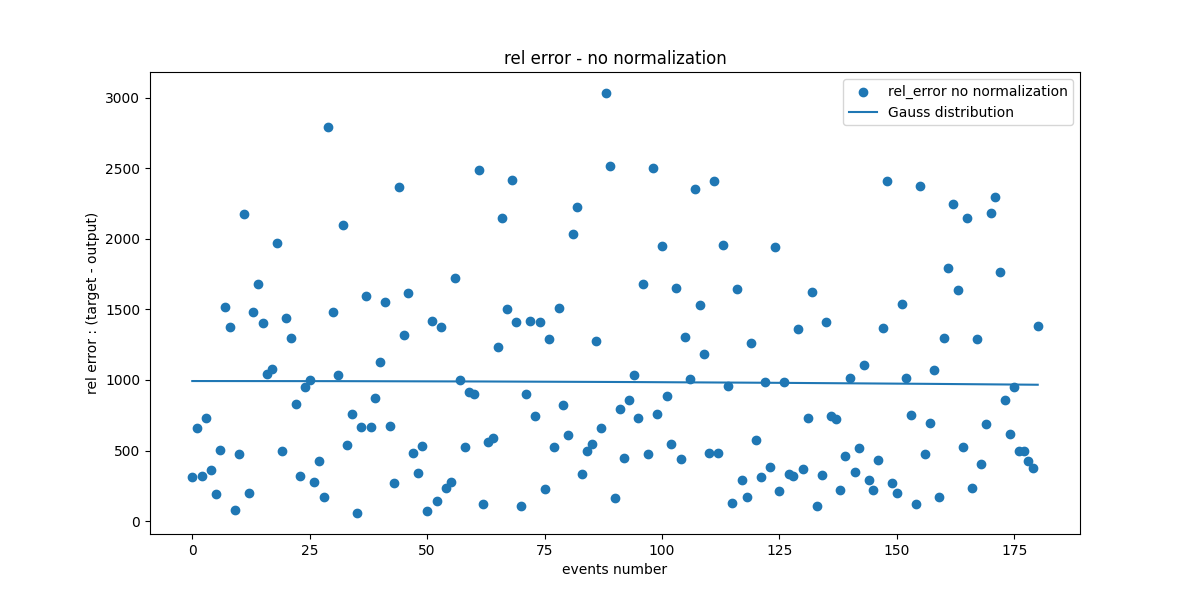 rel error - no normalization
rel_error no normalization
Gauss distribution
rel error : (target - output)
3000
2500
2000
1500
1000
500
0
0 25 50 75 100 125 150 175
events number